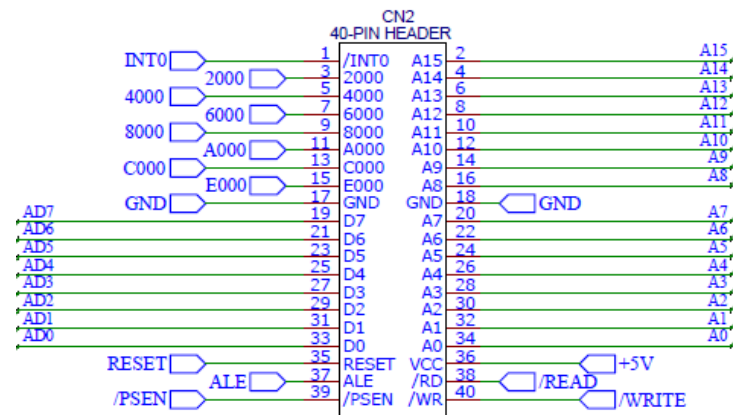 CN2
40-PIN HEADER
INT0 1 /INT0 A15 2 A15
2000 3 2000 A14 4 A14
4000 5 4000 A13 6 A13
6000 7 6000 A12 8 A12
8000 9 8000 A11 10 A11
A000 11 A000 A10 12 A10
C000 13 C000 A9 14 A9
E000 15 E000 A8 16 A8
GND 17 GND GND 18 GND
AD7 19 D7 A7 20 A7
AD6 21 D6 A6 22 A6
AD5 23 D5 A5 24 A5
AD4 25 D4 A4 26 A4
AD3 27 D3 A3 28 A3
AD2 29 D2 A2 30 A2
AD1 31 D1 A1 32 A1
AD0 33 D0 A0 34 A0
RESET 35 RESET VCC 36 +5V
ALE 37 ALE /RD 38 /READ
/PSEN 39 /PSEN /WR 40 /WRITE